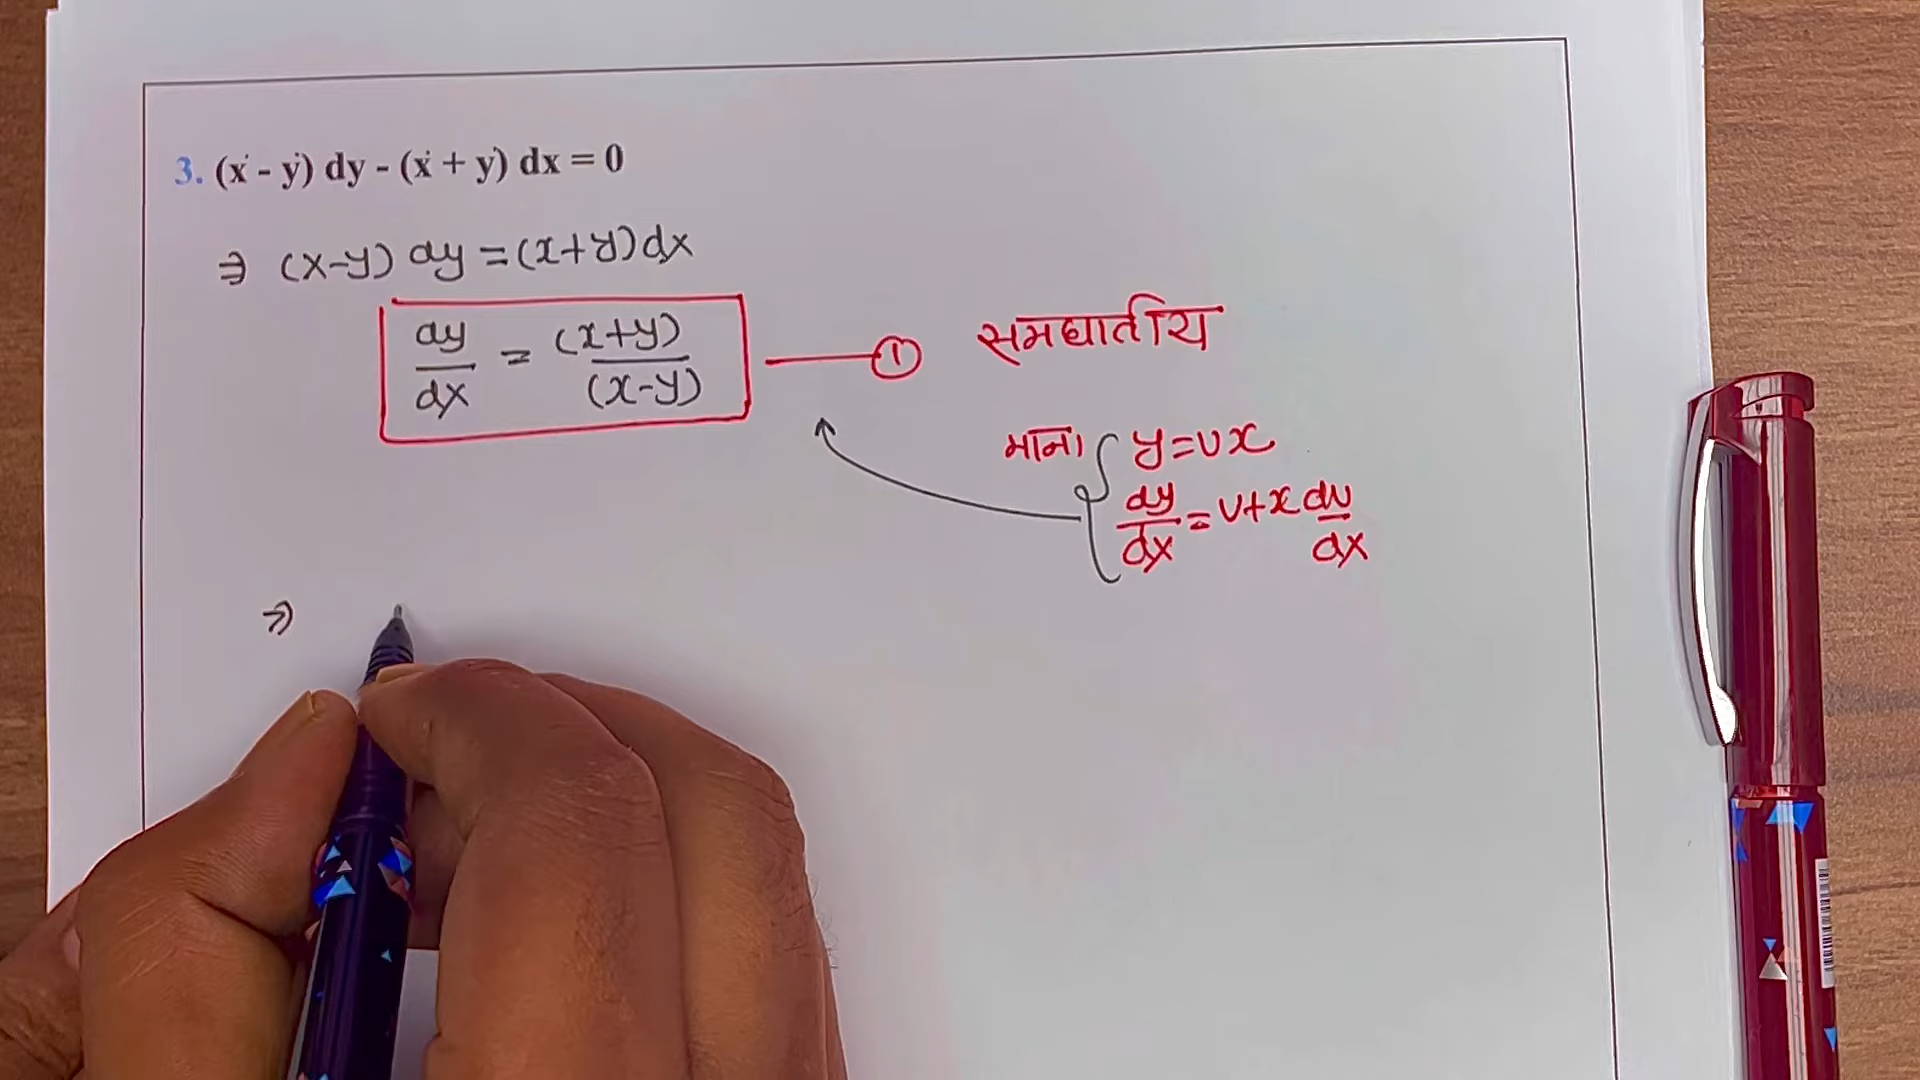 3. (x - y) dy - (x + y) dx = 0
⇒ (x-y) dy = (x+y) dx
dy/dx = (x+y)/(x-y) —— ① समघातीय
माना y = vx
dy/dx = v + x dv/dx
⇒